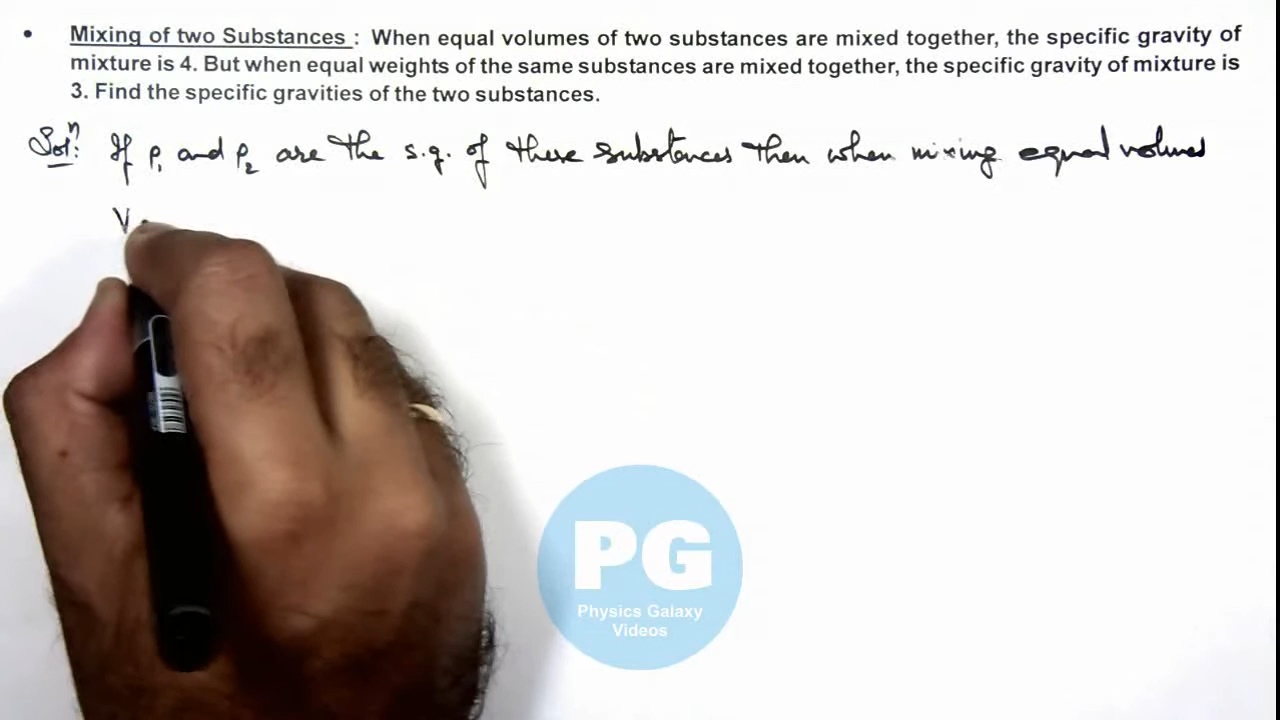 • Mixing of two Substances : When equal volumes of two substances are mixed together, the specific gravity of
mixture is 4. But when equal weights of the same substances are mixed together, the specific gravity of mixture is
3. Find the specific gravities of the two substances.
Solⁿ: If ρ₁ and ρ₂ are the s.g. of these substances then when mixing equal volumes
V
PG
Physics Galaxy
Videos